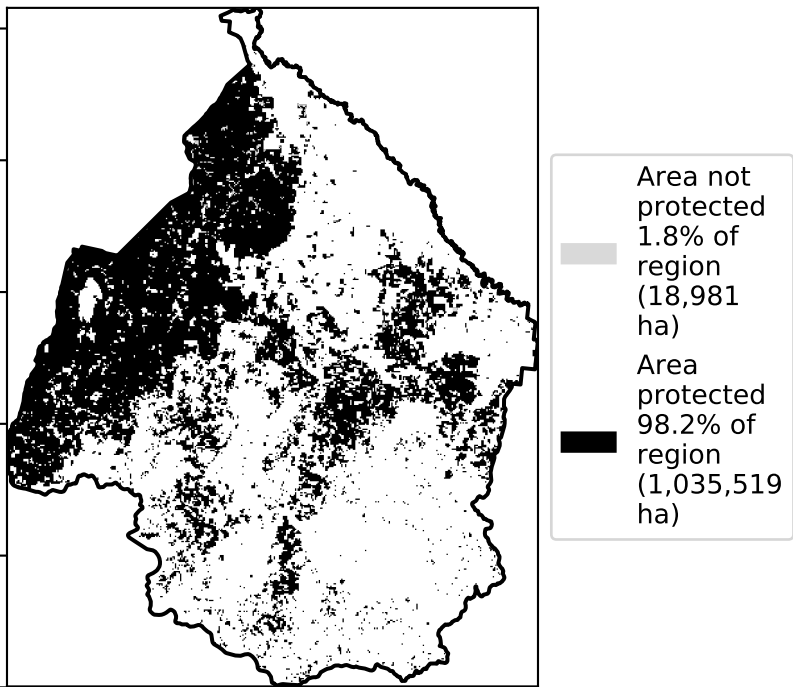 Area not
protected
1.8% of
region
(18,981
ha)
Area
protected
98.2% of
region
(1,035,519
ha)